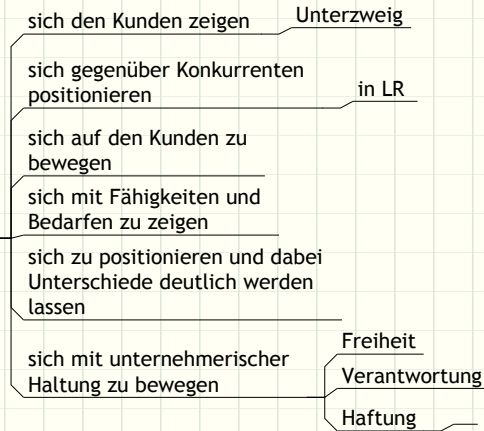 sich den Kunden zeigen
Unterzweig
sich gegenüber Konkurrenten
positionieren
in LR
sich auf den Kunden zu
bewegen
sich mit Fähigkeiten und
Bedarfen zu zeigen
sich zu positionieren und dabei
Unterschiede deutlich werden
lassen
sich mit unternehmerischer
Haltung zu bewegen
Freiheit
Verantwortung
Haftung